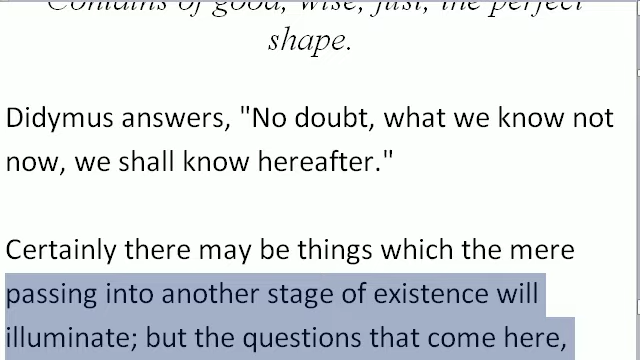 Contains of good, wise, just, the perfect
shape.
Didymus answers, "No doubt, what we know not
now, we shall know hereafter."
Certainly there may be things which the mere
passing into another stage of existence will
illuminate; but the questions that come here,